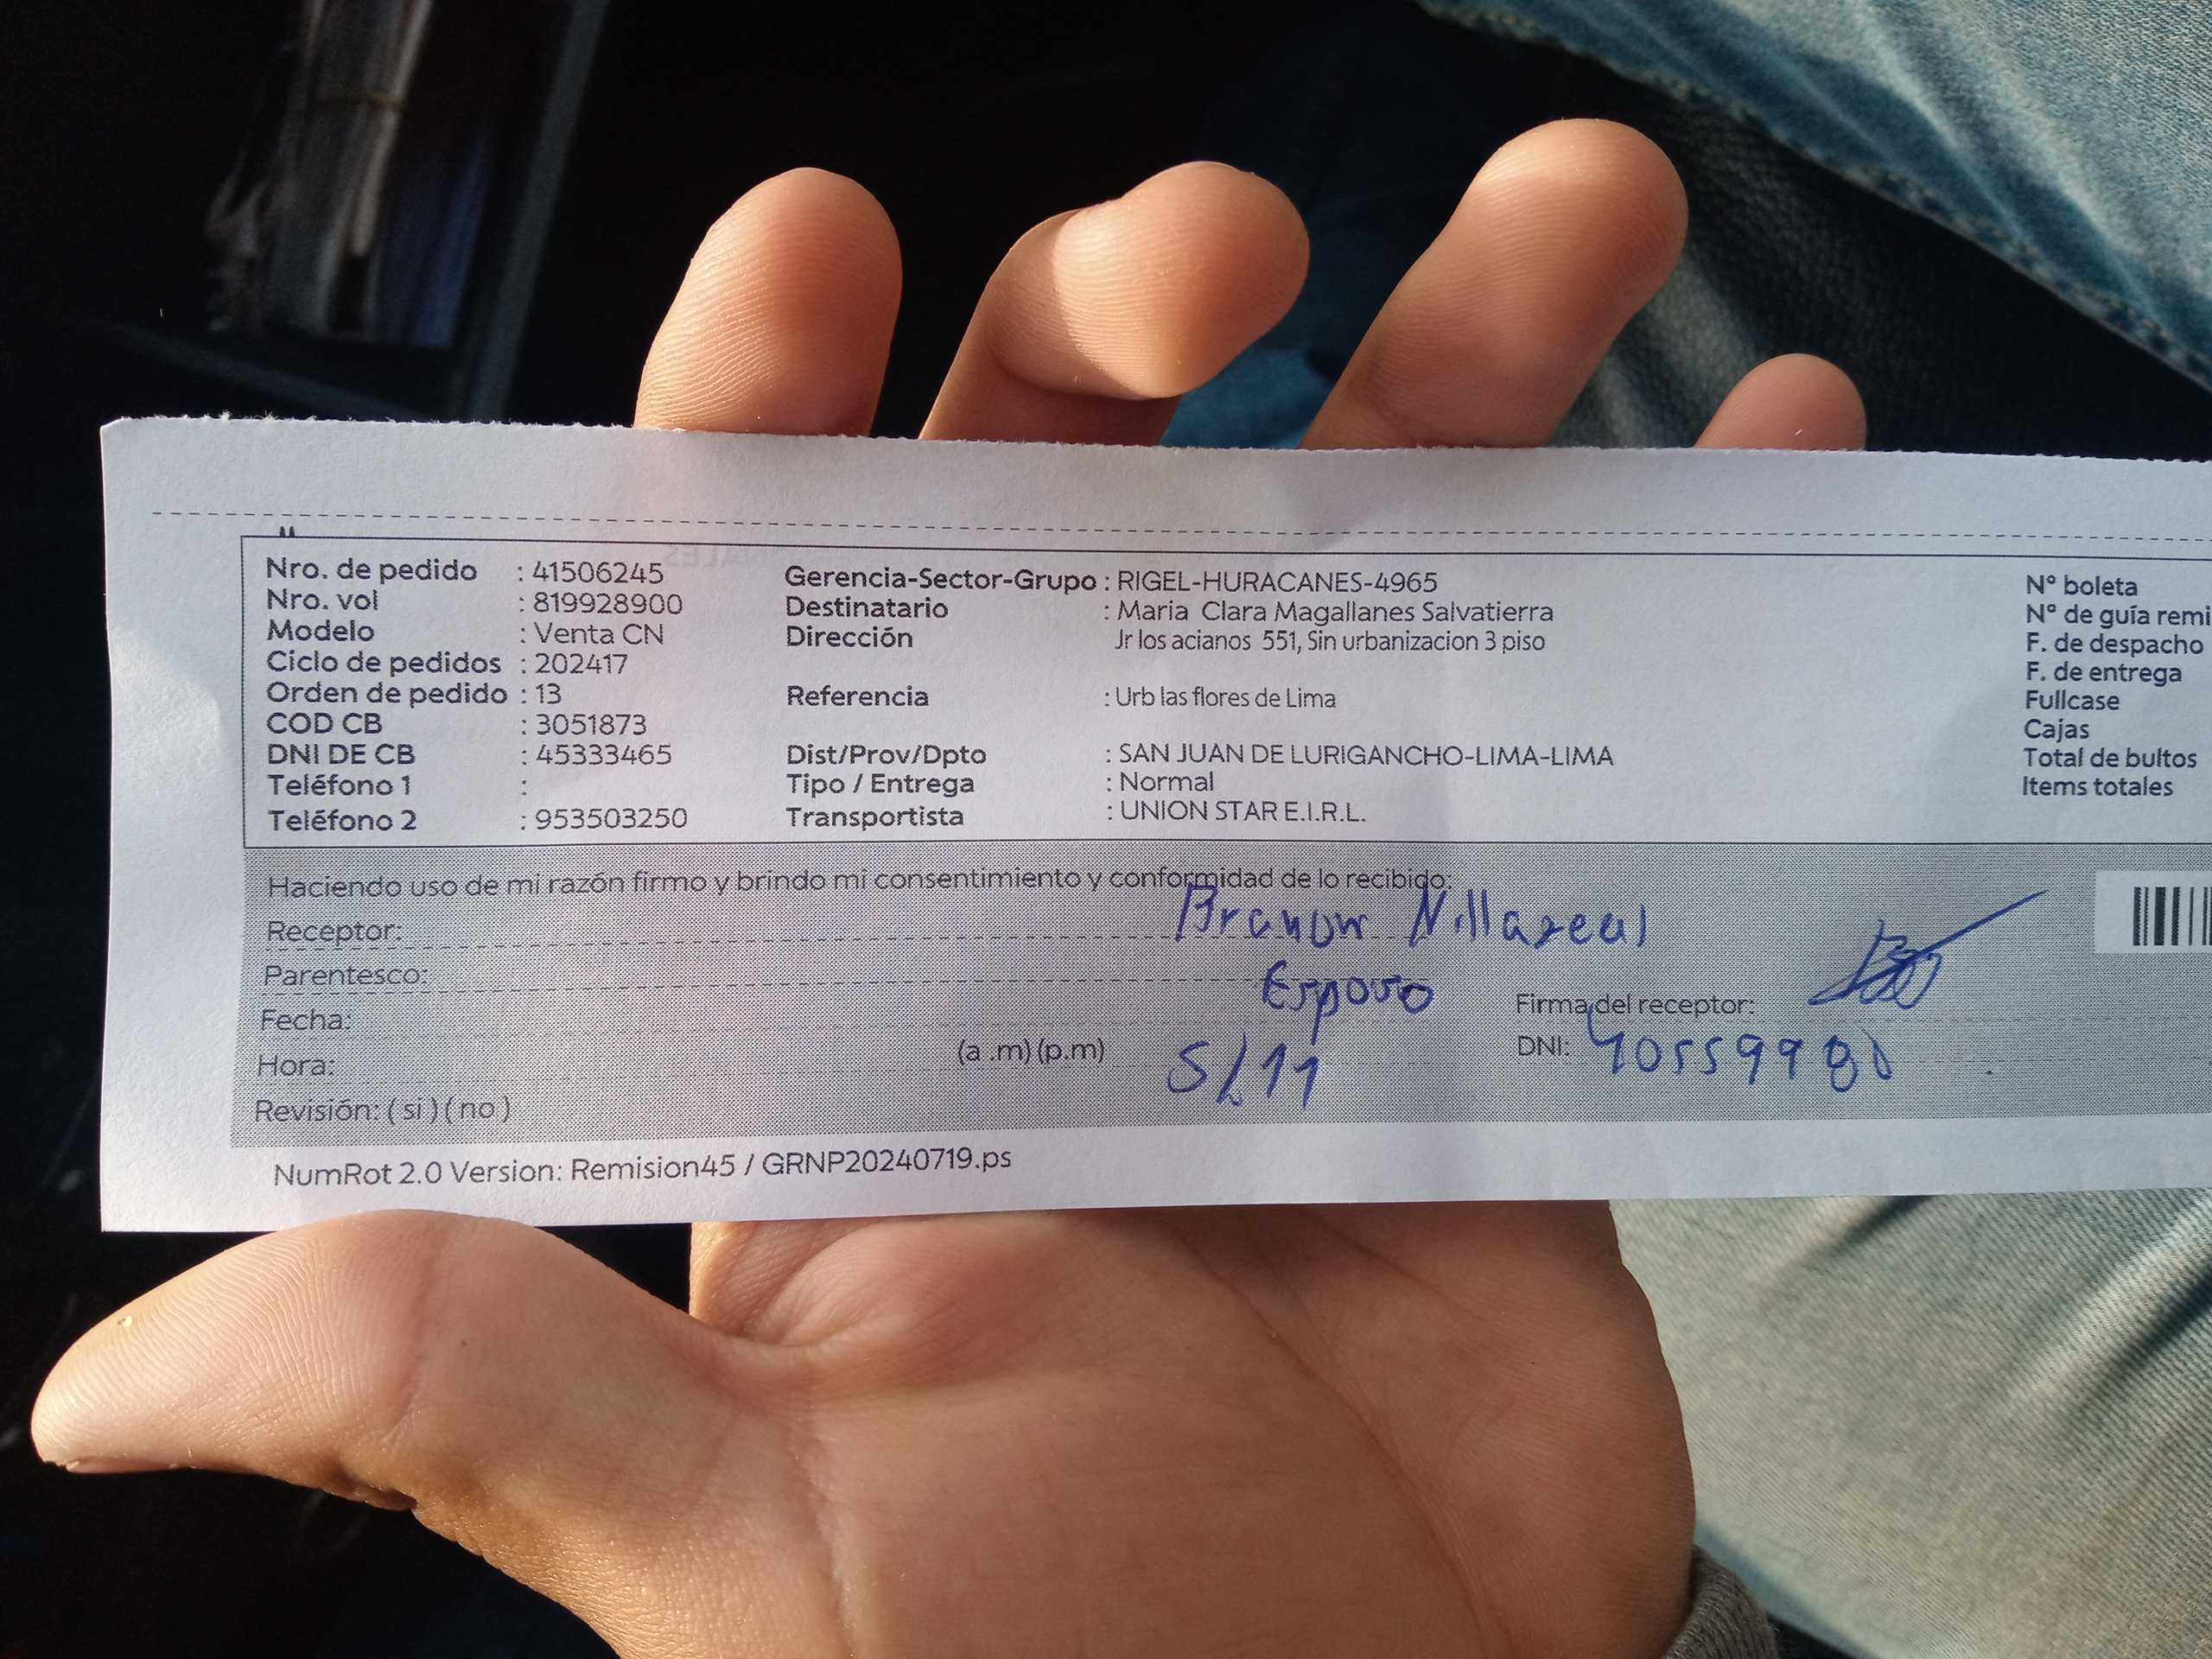 Nro. de pedido : 41506245
Nro. vol : 819928900
Modelo : Venta CN
Ciclo de pedidos : 202417
Orden de pedido : 13
COD CB : 3051873
DNI DE CB : 45333465
Teléfono 1 :
Teléfono 2 : 953503250
Gerencia-Sector-Grupo : RIGEL-HURACANES-4965
Destinatario : Maria Clara Magallanes Salvatierra
Dirección Jr los acianos 551, Sin urbanizacion 3 piso
Referencia : Urb las flores de Lima
Dist/Prov/Dpto : SAN JUAN DE LURIGANCHO-LIMA-LIMA
Tipo / Entrega : Normal
Transportista : UNION STAR E.I.R.L.
Nº boleta
Nº de guía remi
F. de despacho
F. de entrega
Fullcase
Cajas
Total de bultos
Items totales
Haciendo uso de mi razón firmo y brindo mi consentimiento y conformidad de lo recibido:
Receptor:
Parentesco: Esposo
Fecha: Firma del receptor:
Hora: (a .m) (p.m) 5/11 DNI: 40559980
Revisión: ( si ) ( no )
NumRot 2.0 Version: Remision45 / GRNP20240719.ps